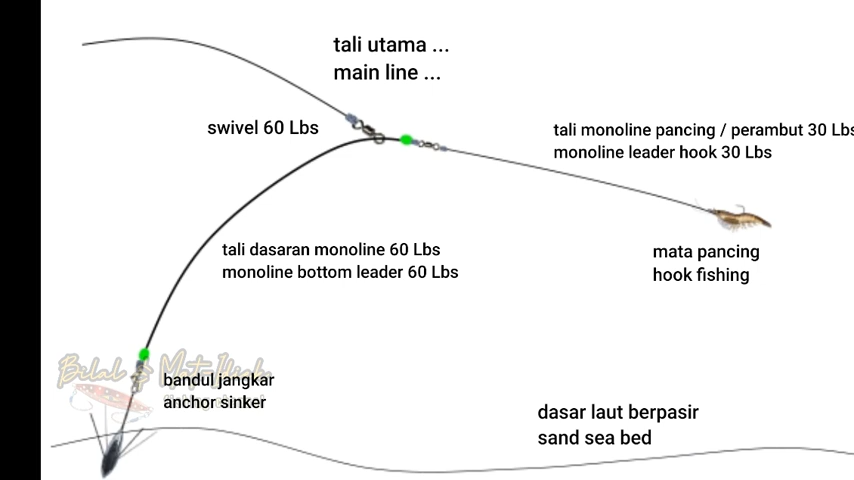 tali utama ...
main line ...
swivel 60 Lbs
tali monoline pancing / perambut 30 Lbs
monoline leader hook 30 Lbs
tali dasaran monoline 60 Lbs
monoline bottom leader 60 Lbs
mata pancing
hook fishing
Bilal &
bandul jangkar
anchor sinker
dasar laut berpasir
sand sea bed